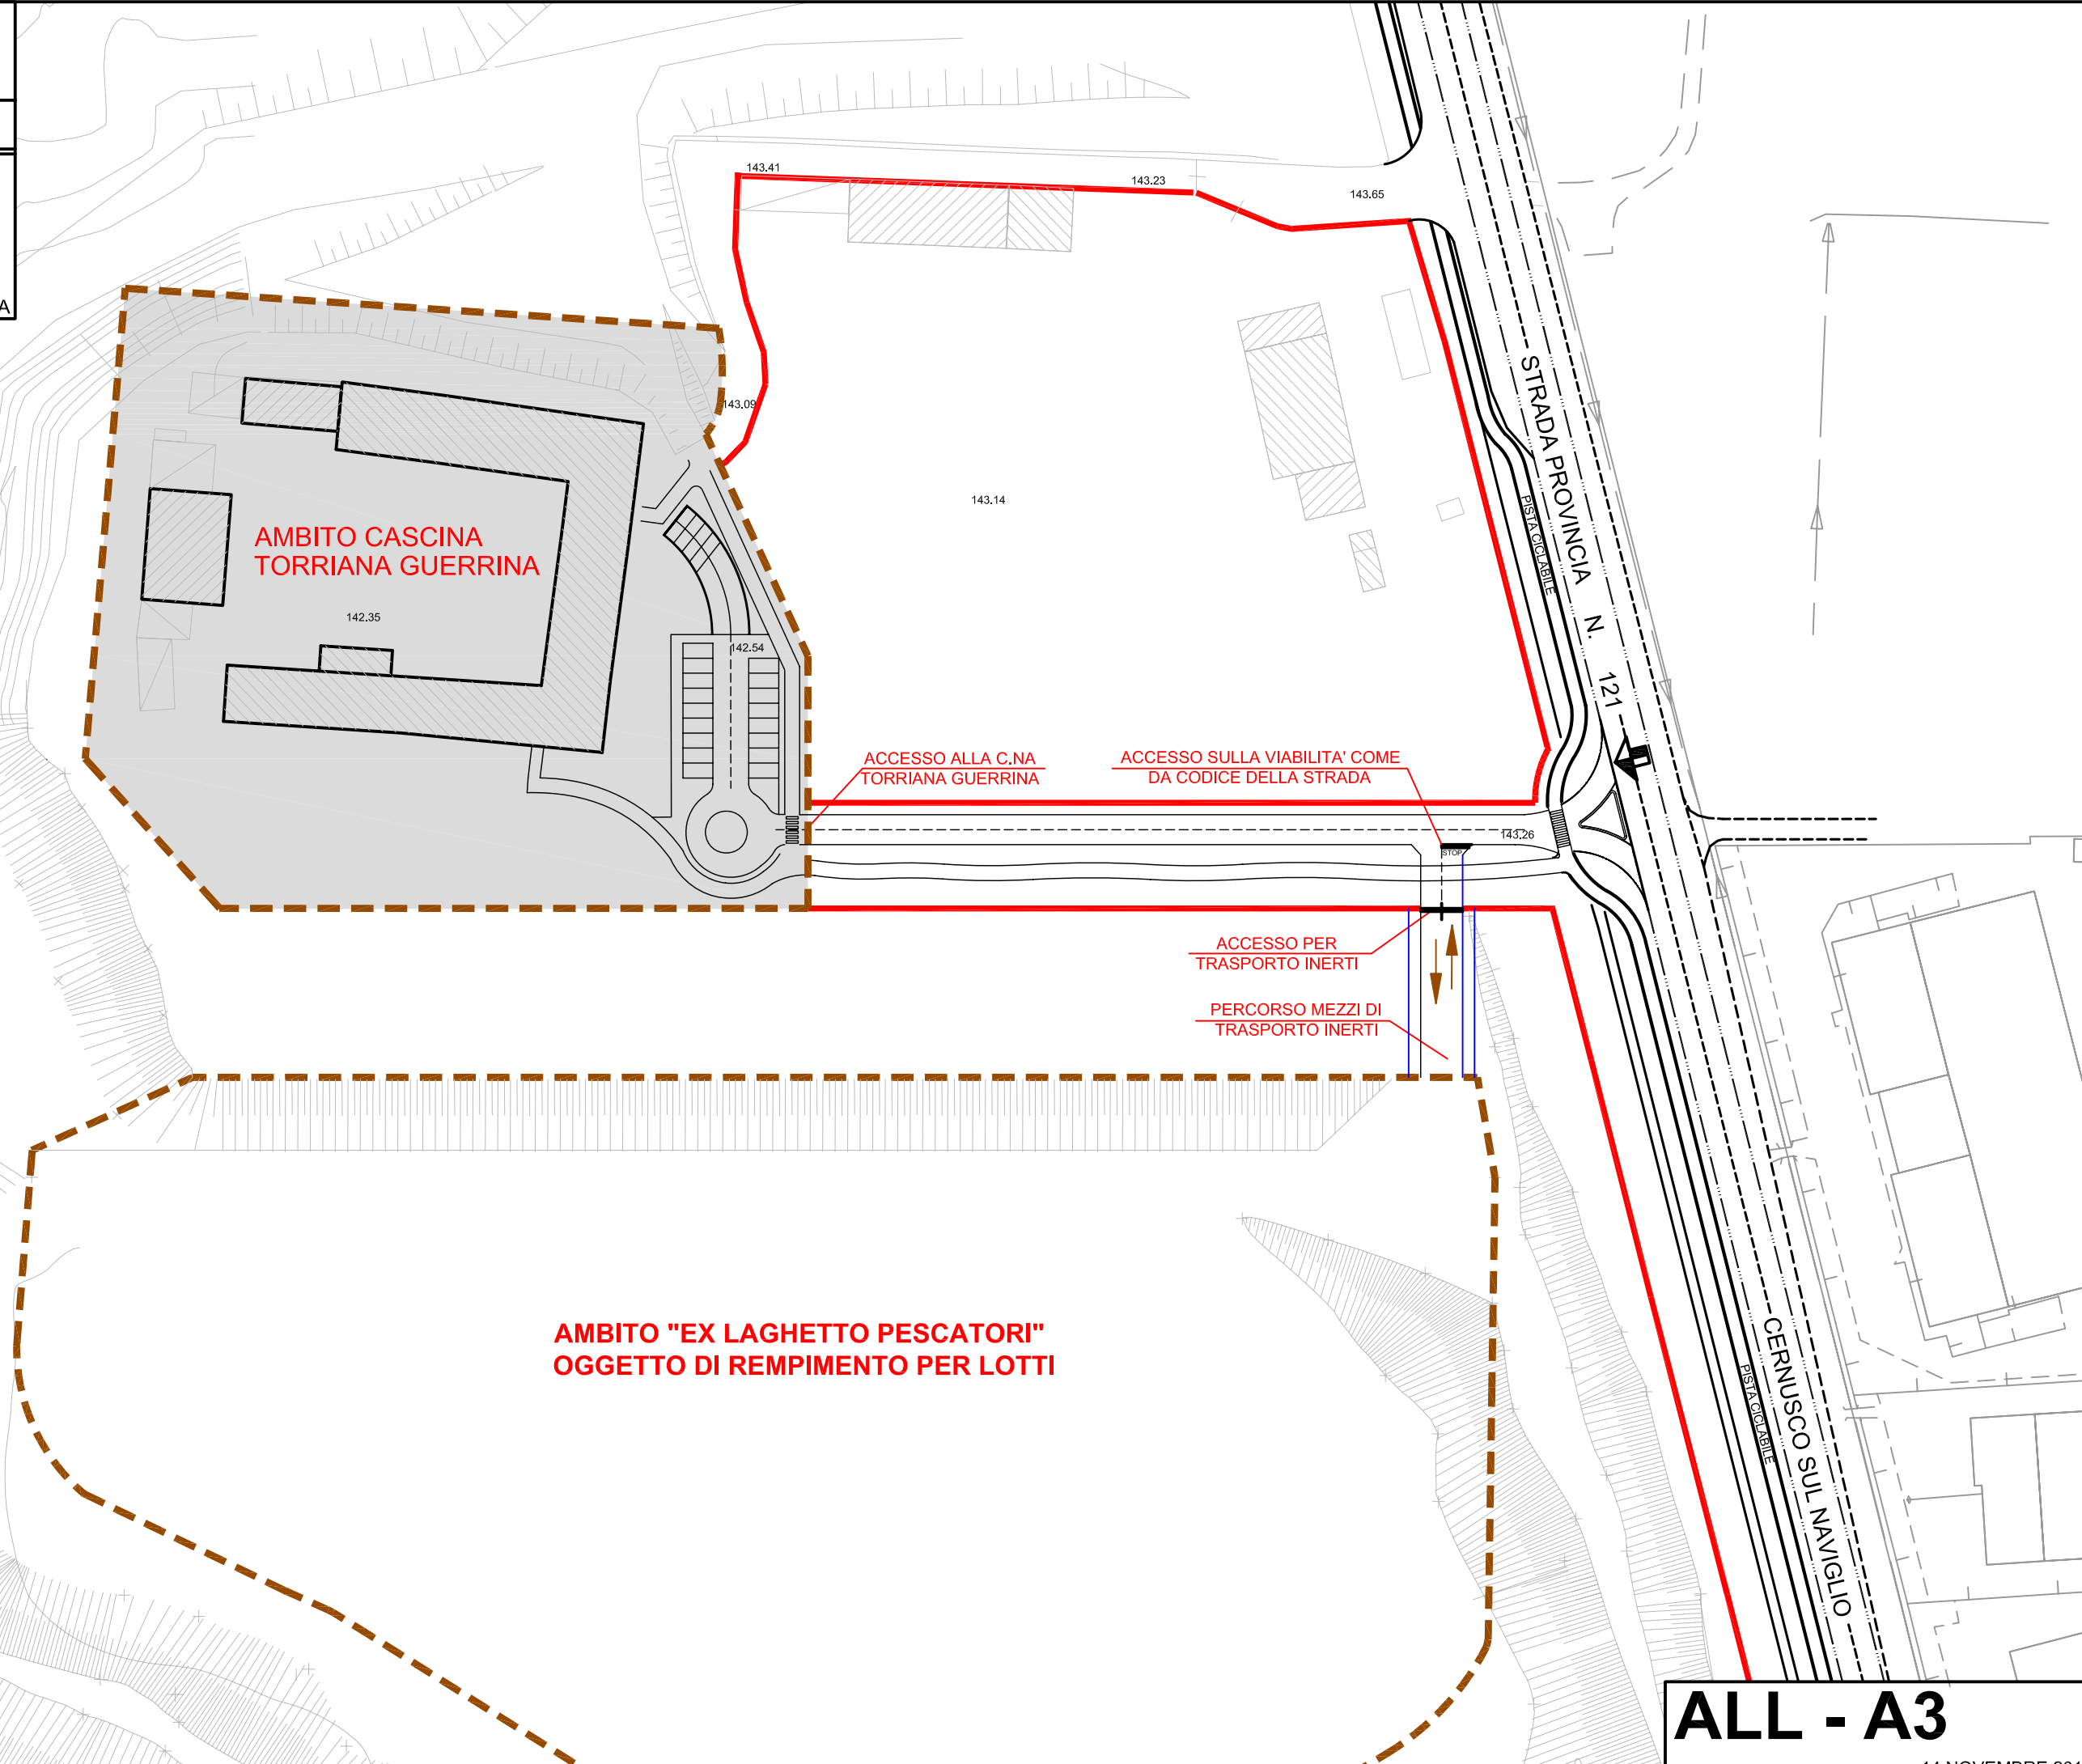 A
143.41
143.23
143.65
143.09
143.14
STRADA PROVINCIA N. 121
PISTA CICLABILE
AMBITO CASCINA
TORRIANA GUERRINA
142.35
142.54
ACCESSO ALLA C.NA
TORRIANA GUERRINA
ACCESSO SULLA VIABILITA' COME
DA CODICE DELLA STRADA
143.26
STOP
ACCESSO PER
TRASPORTO INERTI
PERCORSO MEZZI DI
TRASPORTO INERTI
AMBITO "EX LAGHETTO PESCATORI"
OGGETTO DI REMPIMENTO PER LOTTI
CERNUSCO SUL NAVIGLIO
PISTA CICLABILE
ALL - A3